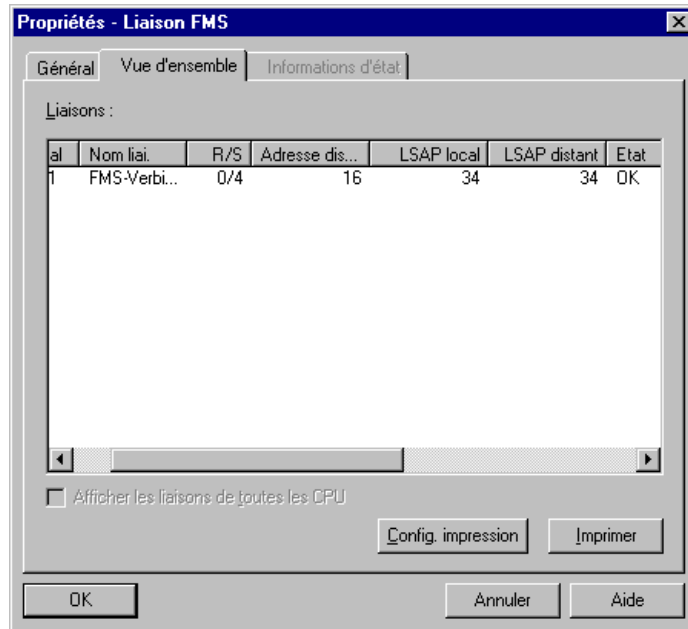 Propriétés - Liaison FMS
Général Vue d'ensemble Informations d'état
Liaisons :
al Nom liai. R/S Adresse dis... LSAP local LSAP distant Etat
1 FMS-Verbi... 0/4 16 34 34 OK
Afficher les liaisons de toutes les CPU
Config. impression Imprimer
OK Annuler Aide